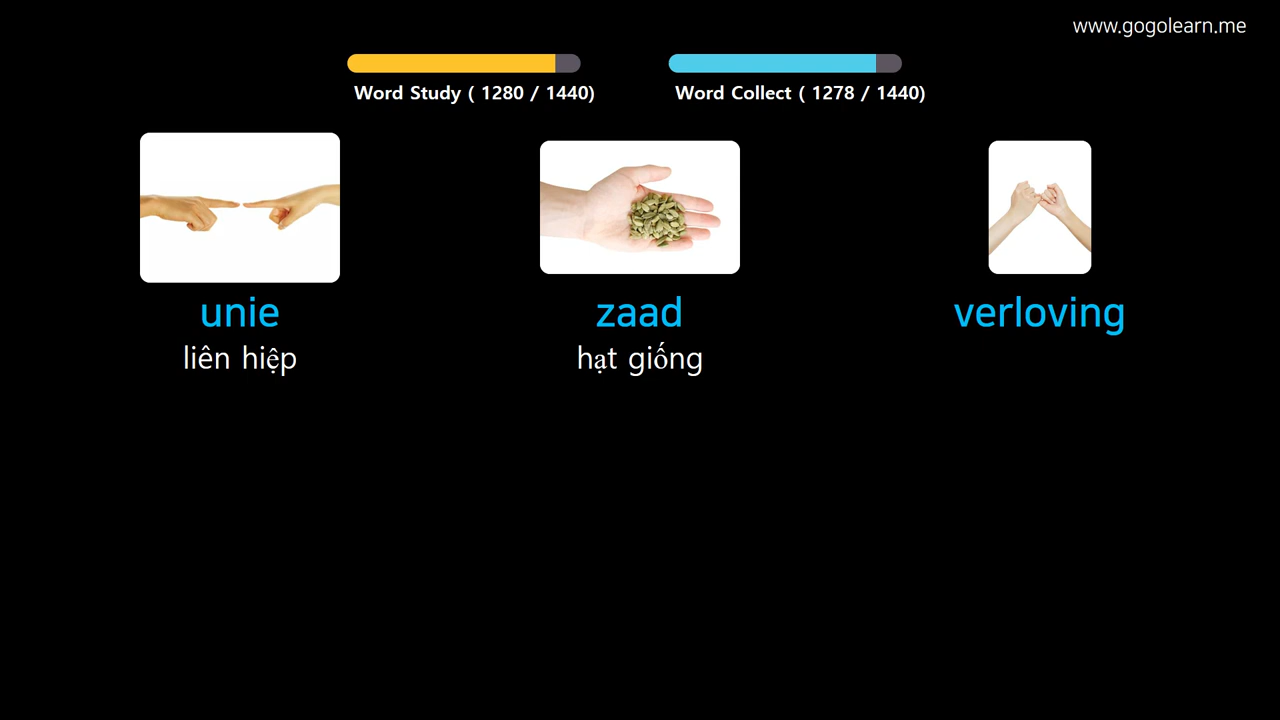 www.gogolearn.me
Word Study ( 1280 / 1440)
Word Collect ( 1278 / 1440)
unie
liên hiệp
zaad
hạt giống
verloving